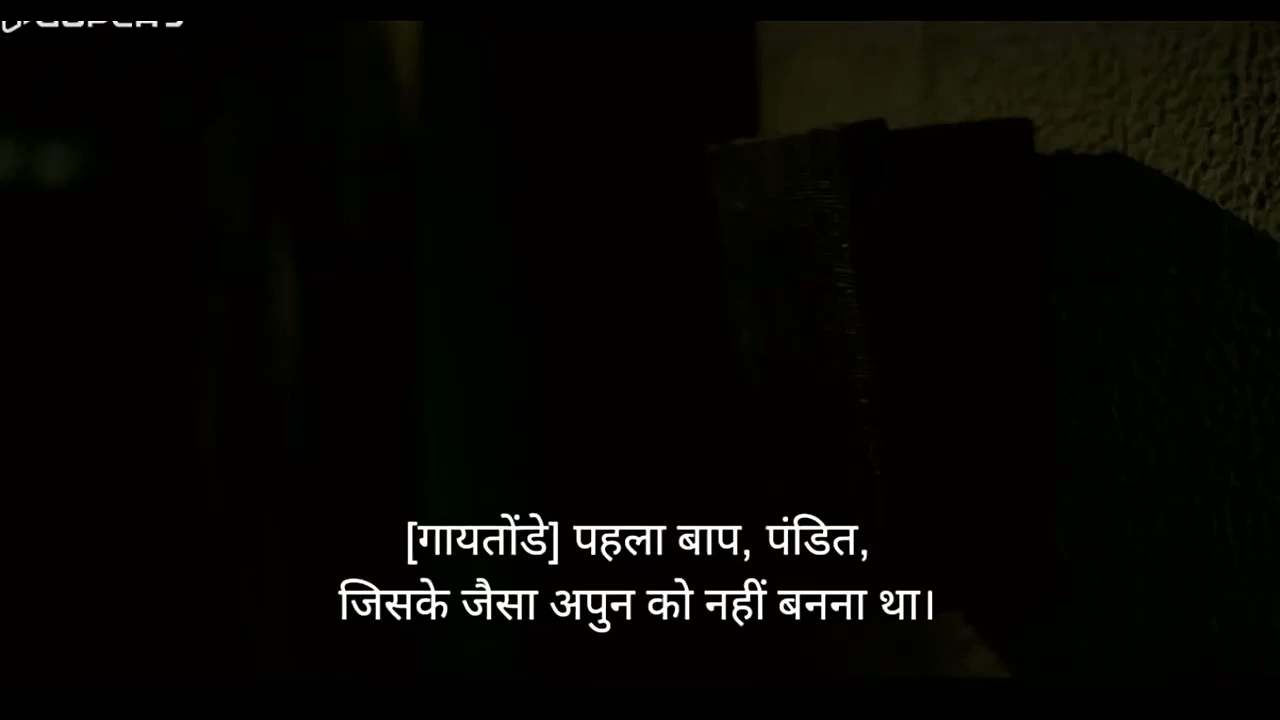 [गायतोंडे] पहला बाप, पंडित,
जिसके जैसा अपुन को नहीं बनना था।